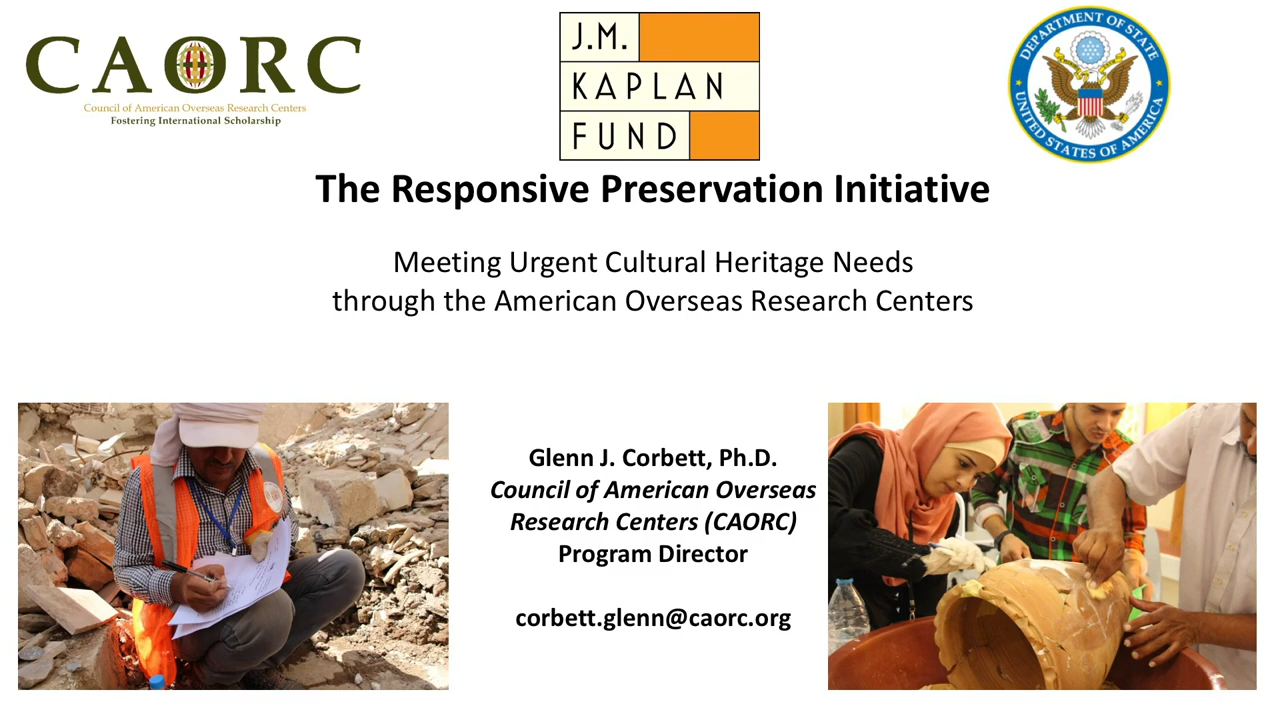 CAORC
Council of American Overseas Research Centers
Fostering International Scholarship
J.M.
KAPLAN
FUND
DEPARTMENT OF STATE
UNITED STATES OF AMERICA
The Responsive Preservation Initiative
Meeting Urgent Cultural Heritage Needs
through the American Overseas Research Centers
Glenn J. Corbett, Ph.D.
Council of American Overseas
Research Centers (CAORC)
Program Director
corbett.glenn@caorc.org